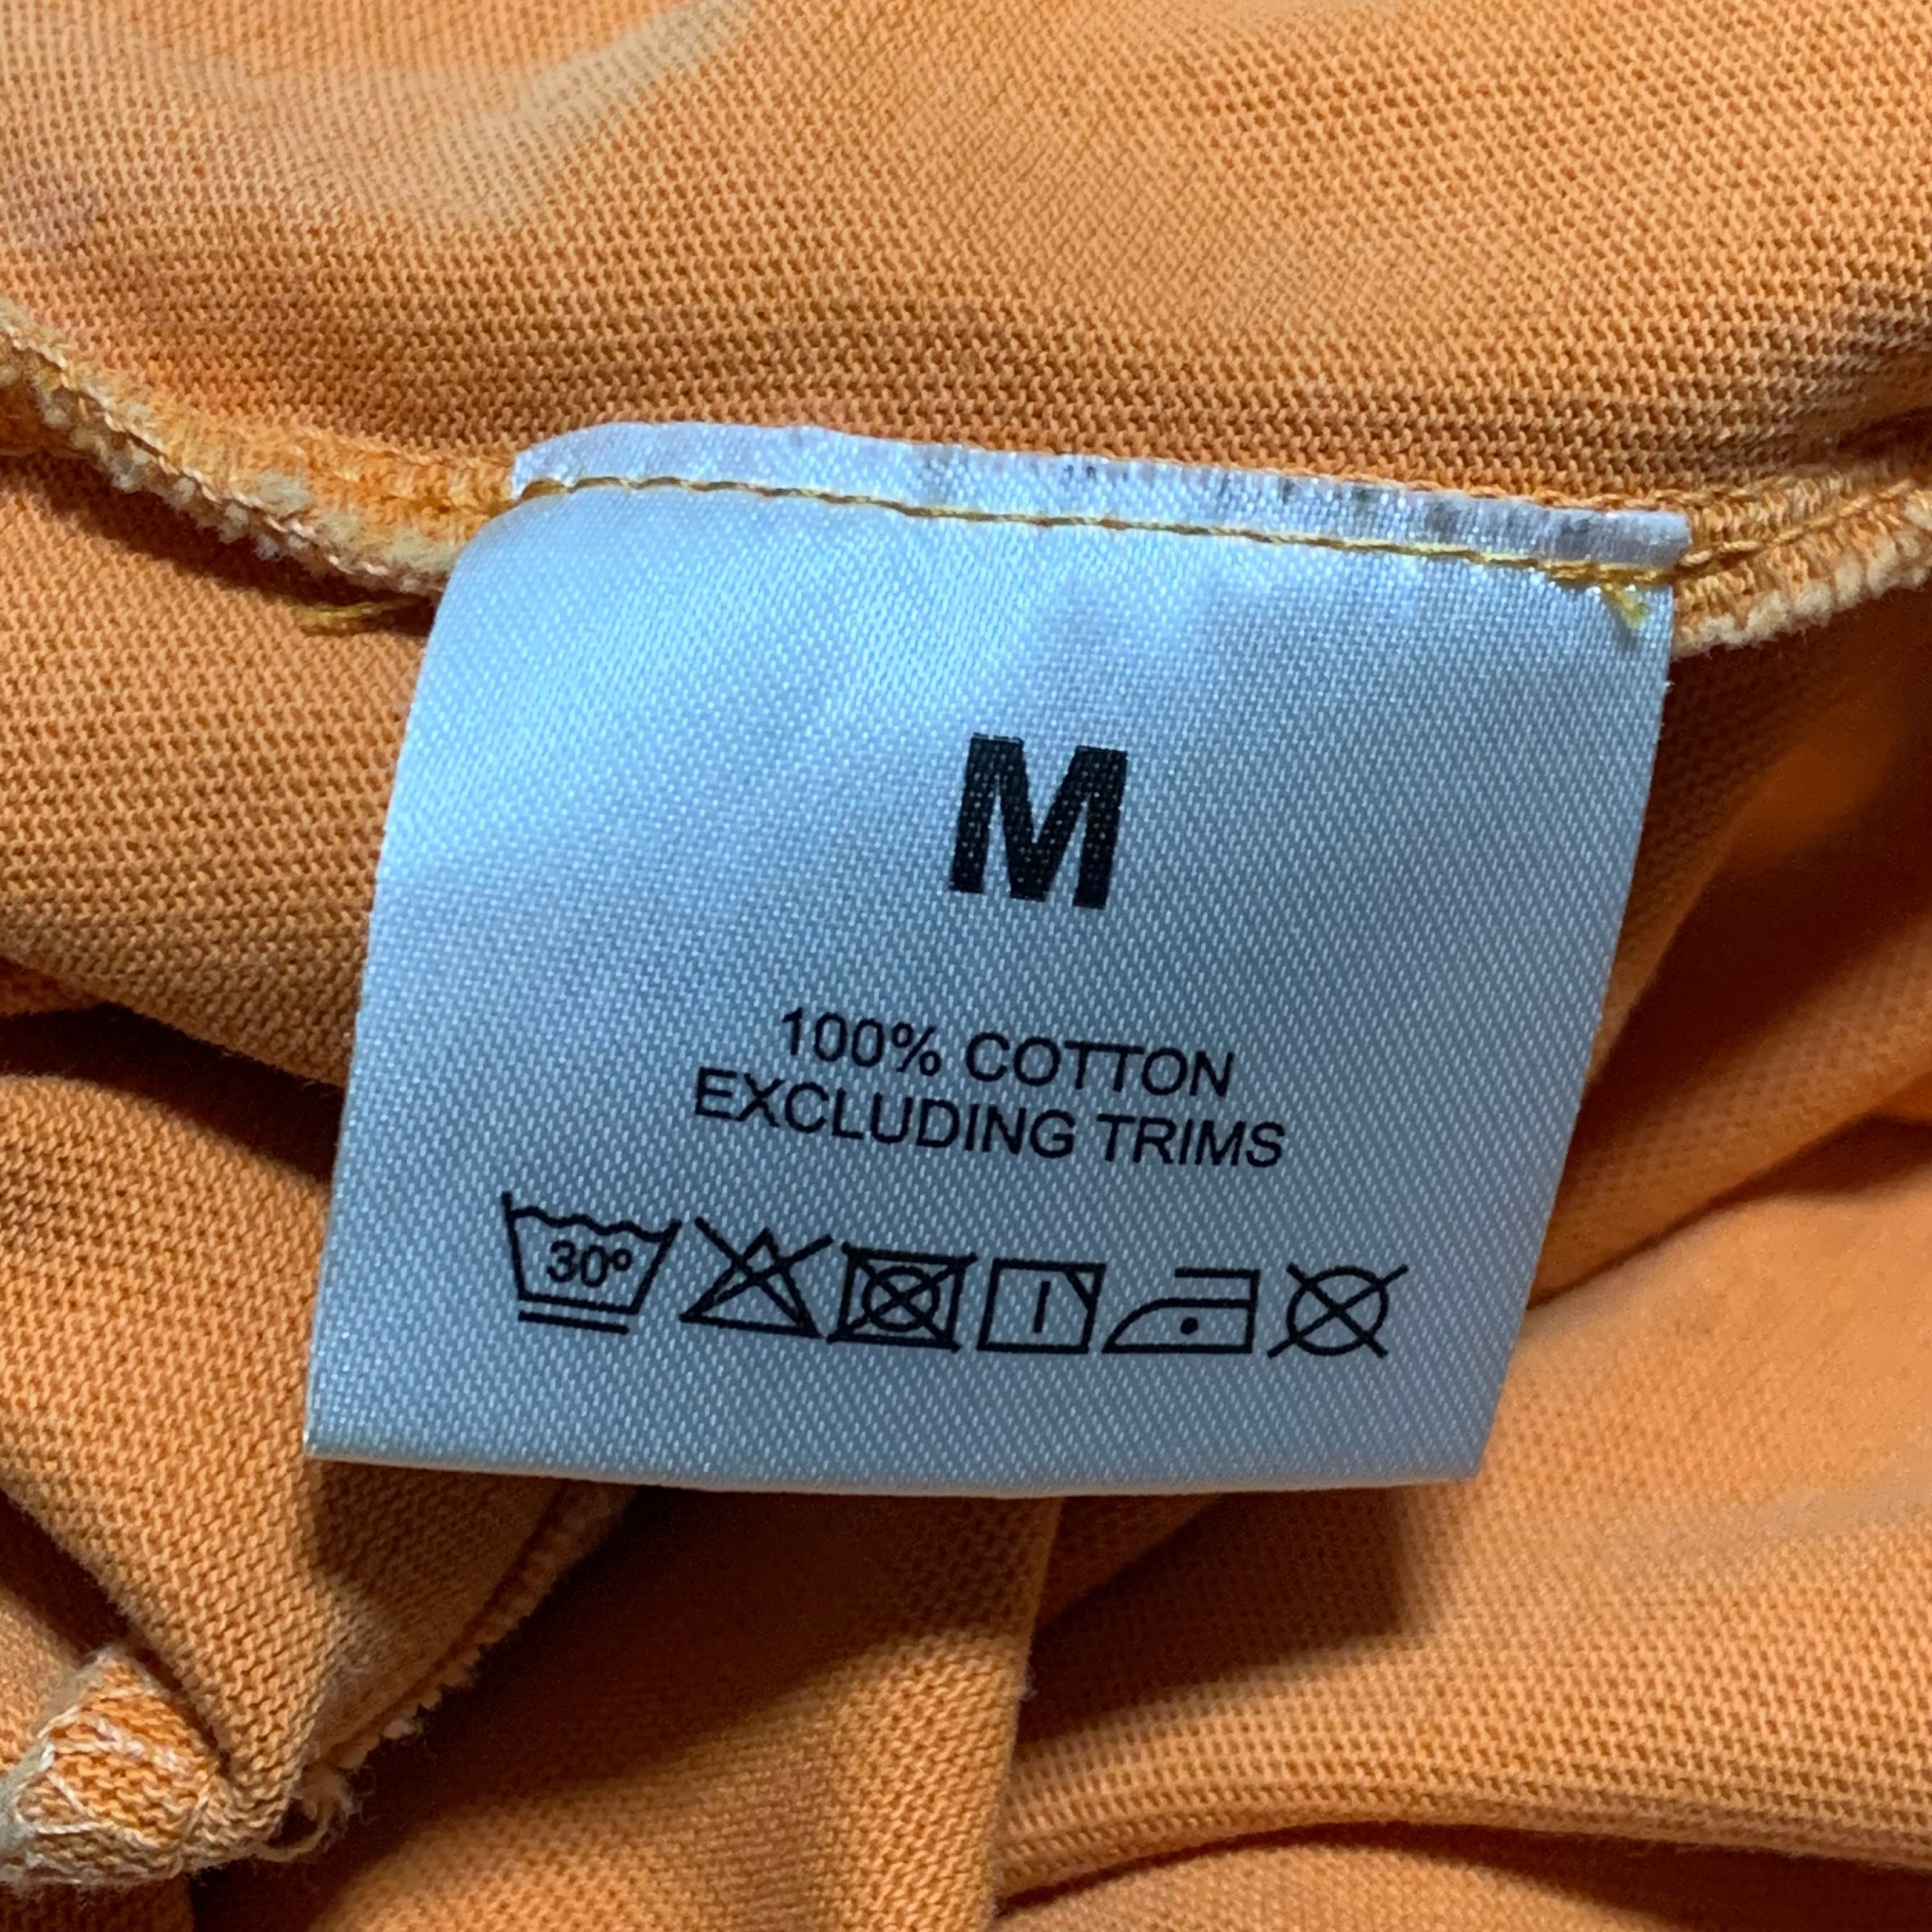 M
100% COTTON
EXCLUDING TRIMS
30°